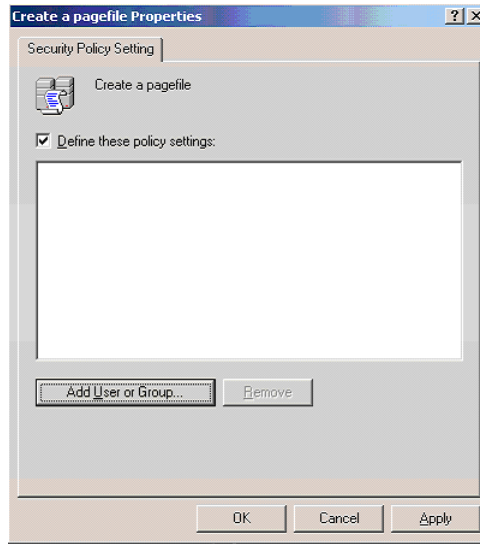 Create a pagefile Properties
Security Policy Setting
Create a pagefile
Define these policy settings:
Add User or Group...
Remove
OK
Cancel
Apply